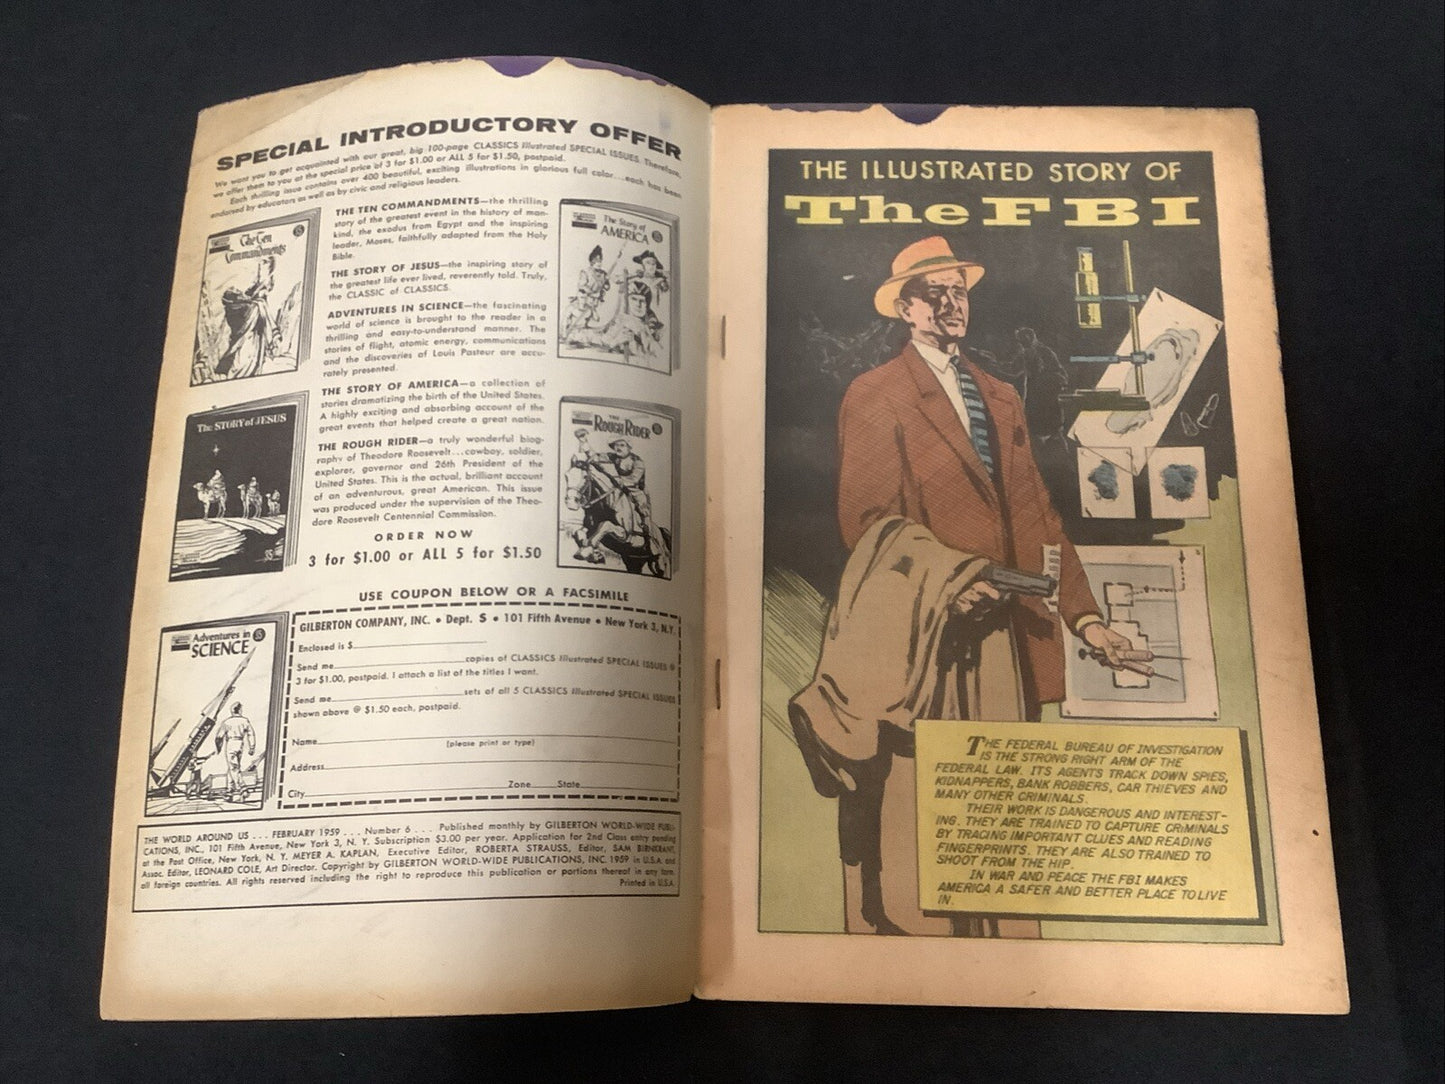 SPECIAL INTRODUCTORY OFFER
We want you to get acquainted with our great, big 100-page CLASSICS Illustrated SPECIAL ISSUES. Therefore,
we offer them to you at the special price of 3 for $1.00 or ALL 5 for $1.50, postpaid.
Each thrilling issue contains over 400 beautiful, exciting illustrations in glorious full color...each has been
endorsed by educators as well as by civic and religious leaders.
The Ten
Commandments
THE TEN COMMANDMENTS—the thrilling
story of the greatest event in the history of man-
kind, the exodus from Egypt and the inspiring
leader, Moses, faithfully adapted from the Holy
Bible.
THE STORY OF JESUS—the inspiring story of
the greatest life ever lived, reverently told. Truly,
the CLASSIC of CLASSICS.
ADVENTURES IN SCIENCE—the fascinating
world of science is brought to the reader in a
thrilling and easy-to-understand manner. The
stories of flight, atomic energy, communications
and the discoveries of Louis Pasteur are accu-
rately presented.
The Story of
AMERICA
The STORY of JESUS
35
THE STORY OF AMERICA—a collection of
stories dramatizing the birth of the United States.
A highly exciting and absorbing account of the
great events that helped create a great nation.
THE ROUGH RIDER—a truly wonderful biog-
raphy of Theodore Roosevelt...cowboy, soldier,
explorer, governor and 26th President of the
United States. This is the actual, brilliant account
of an adventurous, great American. This issue
was produced under the supervision of the Theo-
dore Roosevelt Centennial Commission.
THE
ROUGH RIDER
ORDER NOW
3 for $1.00 or ALL 5 for $1.50
USE COUPON BELOW OR A FACSIMILE
Adventures in
SCIENCE
GILBERTON COMPANY, INC. • Dept. S • 101 Fifth Avenue • New York 3, N.Y.
Enclosed is $
Send me copies of CLASSICS Illustrated SPECIAL ISSUES @
3 for $1.00, postpaid. I attach a list of the titles I want.
Send me sets of all 5 CLASSICS Illustrated SPECIAL ISSUES
shown above @ $1.50 each, postpaid.
Name
(please print or type)
Address
City Zone State
THE WORLD AROUND US . . . FEBRUARY 1959 . . . Number 6 . . . Published monthly by GILBERTON WORLD-WIDE PUBLI-
CATIONS, INC., 101 Fifth Avenue, New York 3, N. Y. Subscription $3.00 per year. Application for 2nd Class entry pending
at the Post Office, New York, N. Y. MEYER A. KAPLAN, Executive Editor, ROBERTA STRAUSS, Editor, SAM BIRNKRANT,
Assoc. Editor, LEONARD COLE, Art Director. Copyright by GILBERTON WORLD-WIDE PUBLICATIONS, INC. 1959 in U.S.A. and
all foreign countries. All rights reserved including the right to reproduce this publication or portions thereof in any form.
Printed in U.S.A.
THE ILLUSTRATED STORY OF
The FBI
THE FEDERAL BUREAU OF INVESTIGATION
IS THE STRONG RIGHT ARM OF THE
FEDERAL LAW. ITS AGENTS TRACK DOWN SPIES,
KIDNAPPERS, BANK ROBBERS, CAR THIEVES AND
MANY OTHER CRIMINALS.
THEIR WORK IS DANGEROUS AND INTEREST-
ING. THEY ARE TRAINED TO CAPTURE CRIMINALS
BY TRACING IMPORTANT CLUES AND READING
FINGERPRINTS. THEY ARE ALSO TRAINED TO
SHOOT FROM THE HIP.
IN WAR AND PEACE THE FBI MAKES
AMERICA A SAFER AND BETTER PLACE TO LIVE
IN.